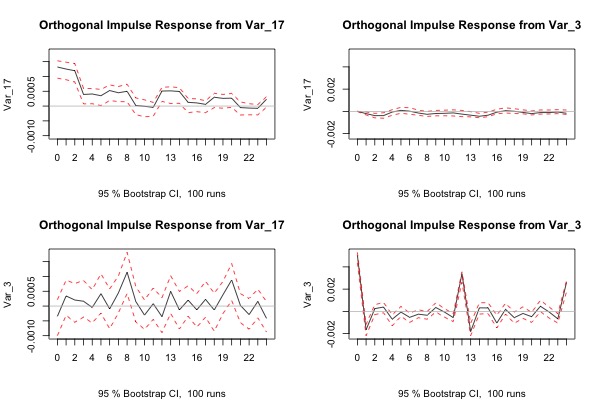 Orthogonal Impulse Response from Var_17
Var_17
0.0005
-0.0010
0 2 4 6 8 10 13 16 19 22
95 % Bootstrap CI, 100 runs
Orthogonal Impulse Response from Var_3
Var_17
0.002
-0.002
0 2 4 6 8 10 13 16 19 22
95 % Bootstrap CI, 100 runs
Orthogonal Impulse Response from Var_17
Var_3
0.0005
-0.0010
0 2 4 6 8 10 13 16 19 22
95 % Bootstrap CI, 100 runs
Orthogonal Impulse Response from Var_3
Var_3
0.002
-0.002
0 2 4 6 8 10 13 16 19 22
95 % Bootstrap CI, 100 runs